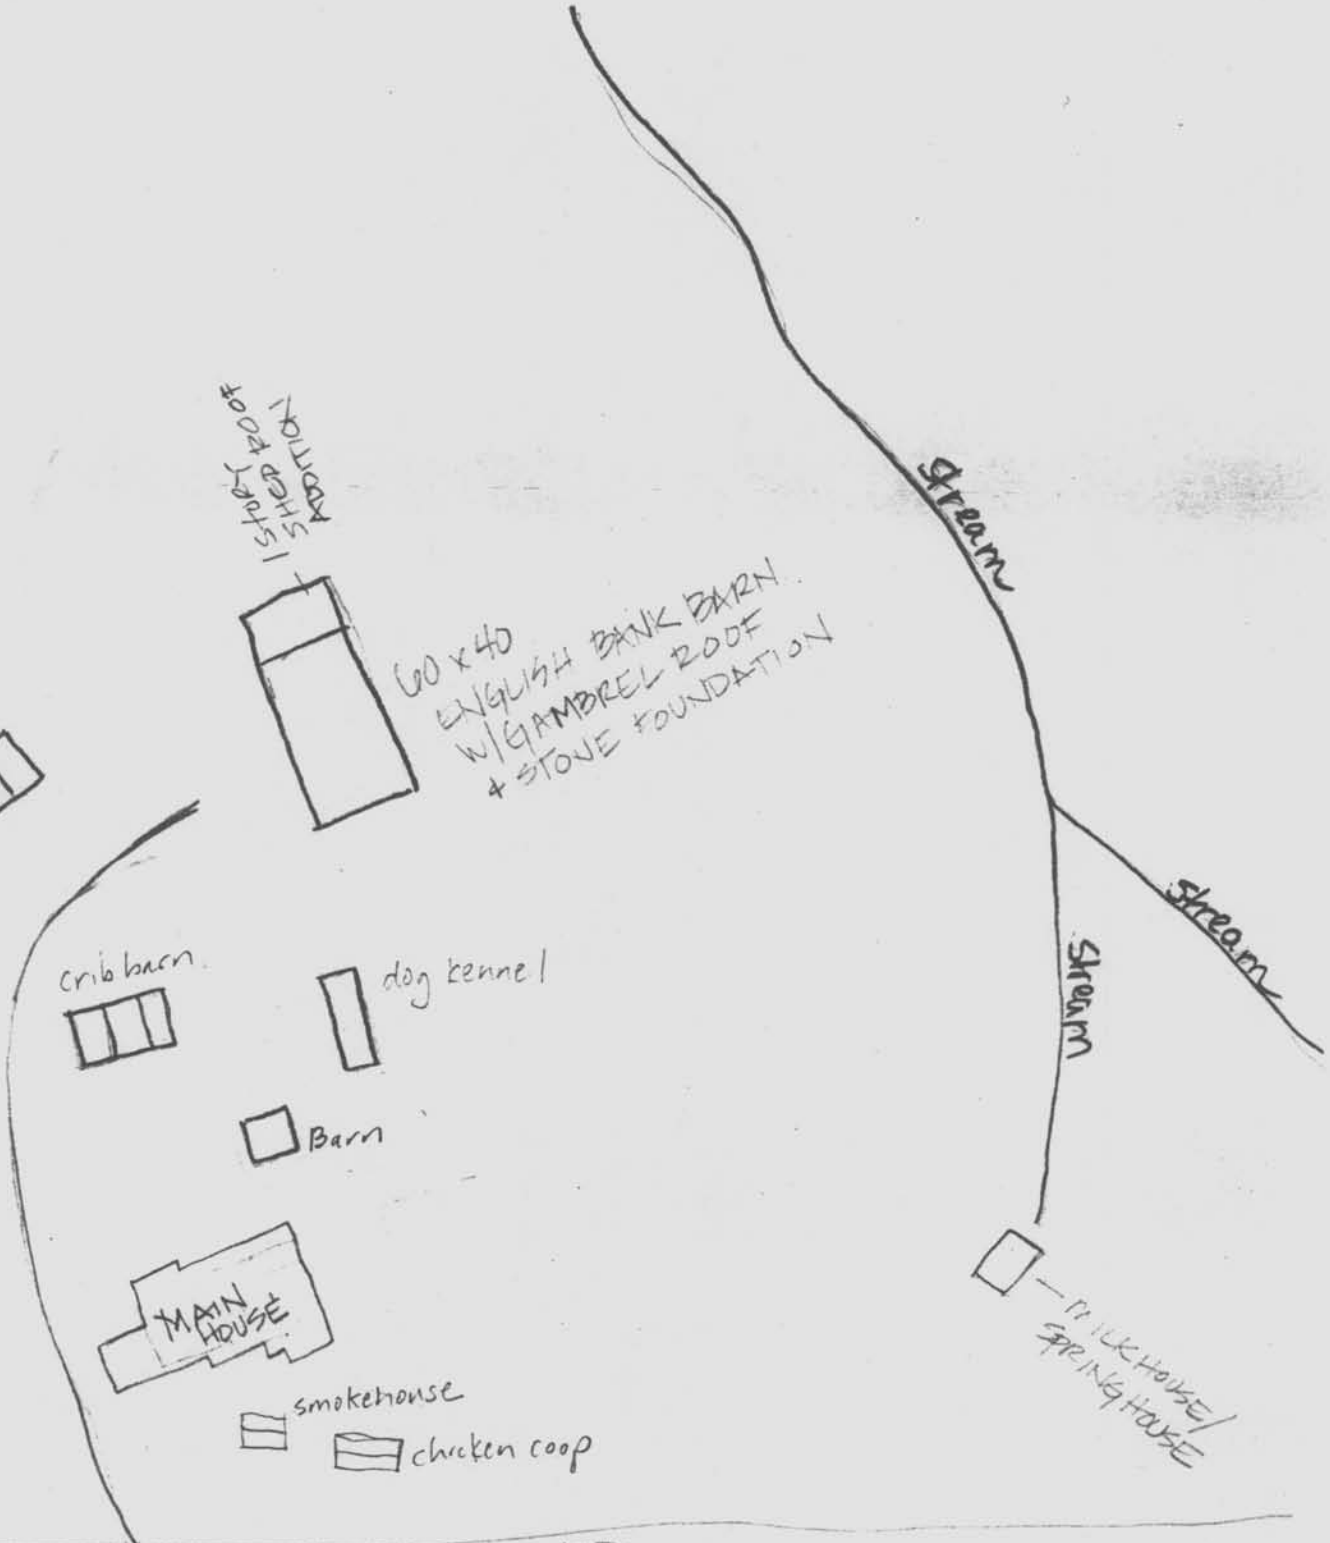 1 STORY
SHED ROOF
ADDITION
stream
60 x 40
ENGLISH BANK BARN
W/GAMBREL ROOF
+ STONE FOUNDATION
stream
stream
crib barn
dog kennel
Barn
MAIN
HOUSE
MILKHOUSE/
SPRINGHOUSE
smokehouse
chicken coop